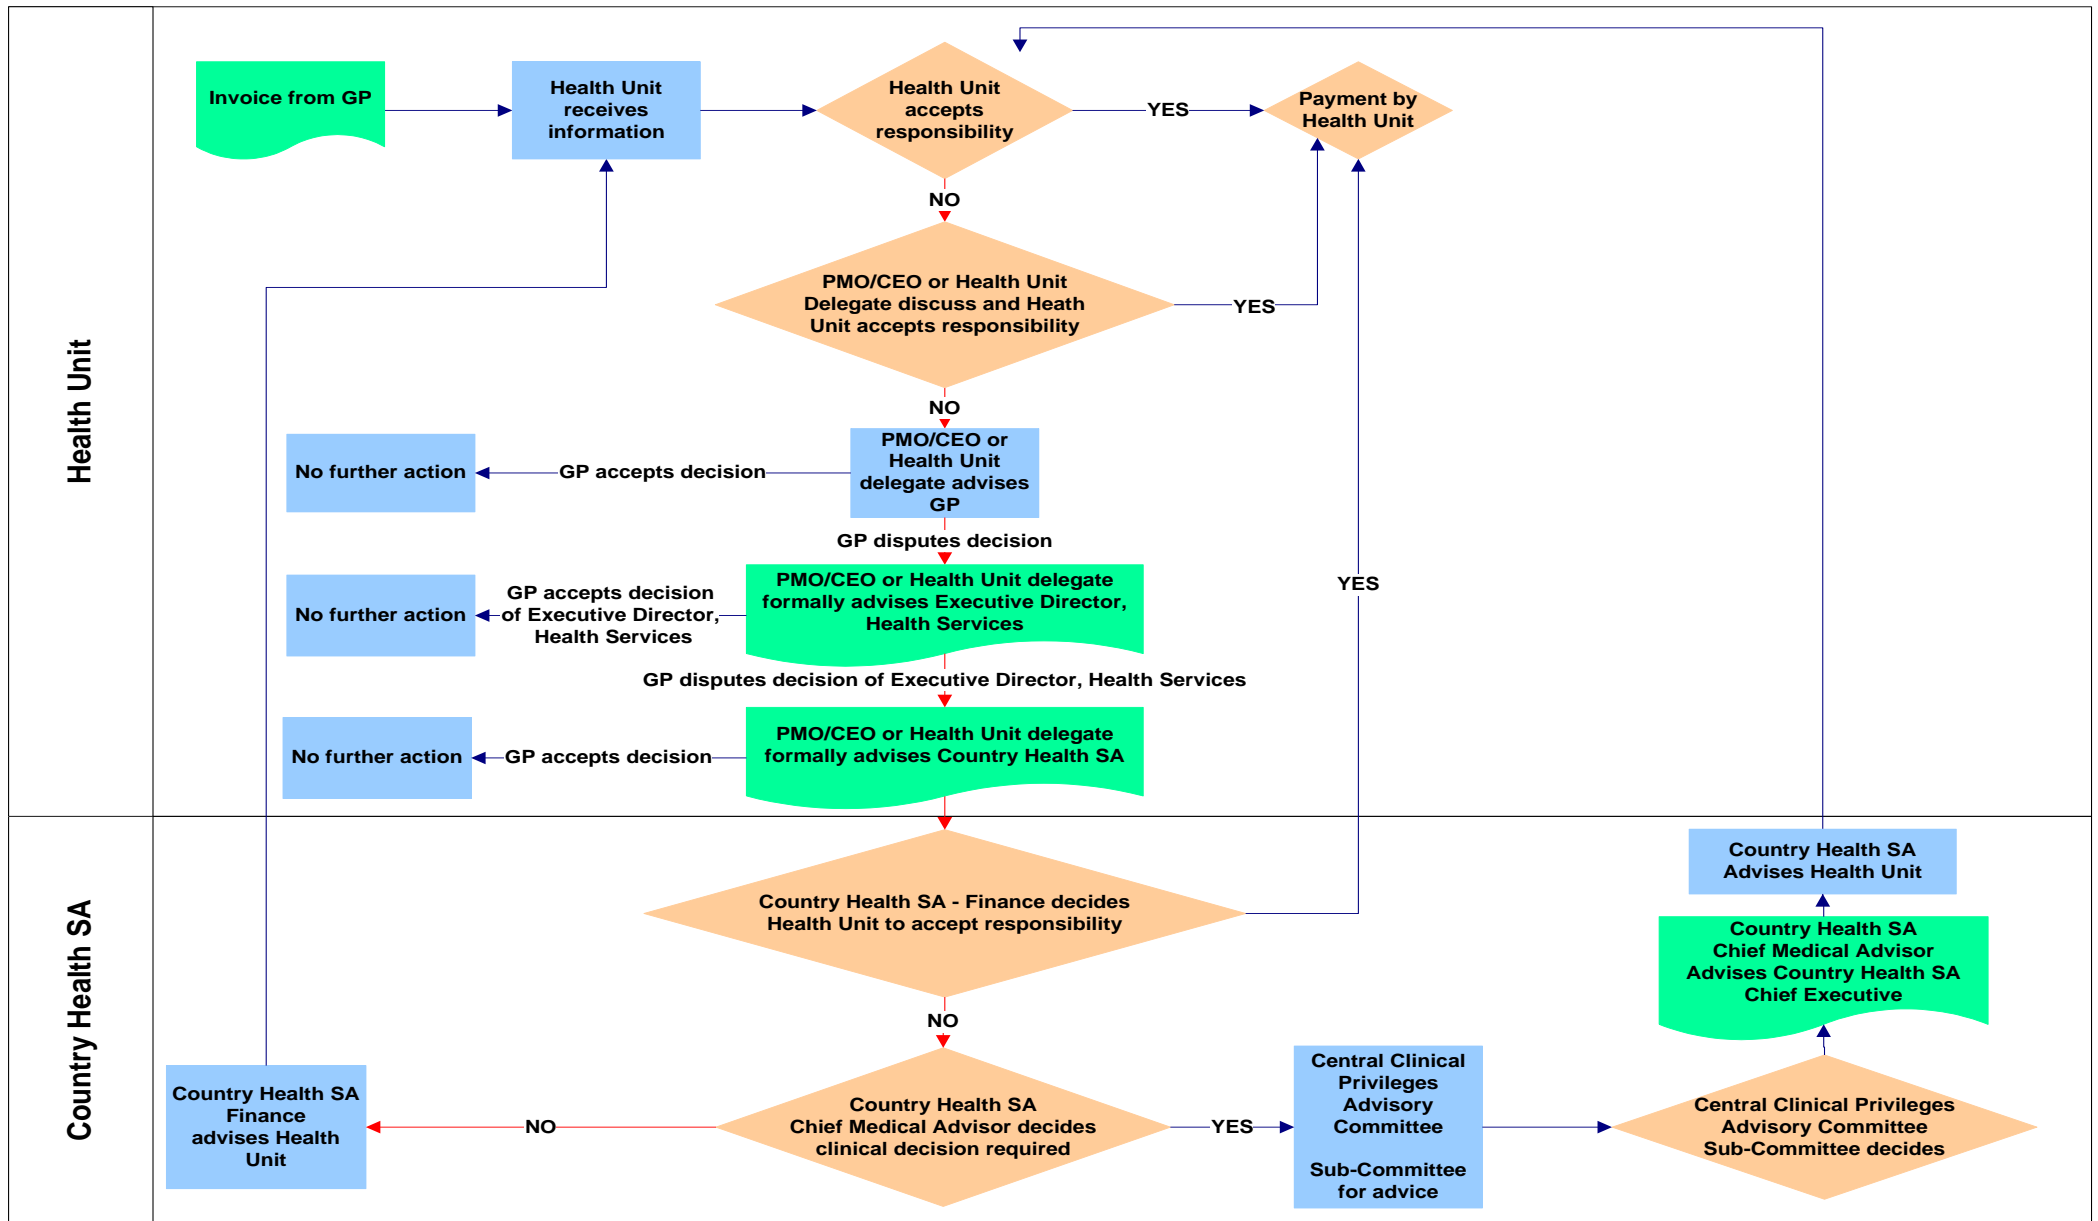 Health Unit
Invoice from GP
Health Unit
receives
information
Health Unit
accepts
responsibility
YES
Payment by
Health Unit
NO
PMO/CEO or Health Unit
Delegate discuss and Heath
Unit accepts responsibility
YES
NO
PMO/CEO or
Health Unit
delegate advises
GP
GP accepts decision
No further action
GP disputes decision
PMO/CEO or Health Unit delegate
formally advises Executive Director,
Health Services
GP accepts decision
of Executive Director,
Health Services
No further action
YES
GP disputes decision of Executive Director, Health Services
PMO/CEO or Health Unit delegate
formally advises Country Health SA
GP accepts decision
No further action
Country Health SA
Country Health SA - Finance decides
Health Unit to accept responsibility
NO
Country Health SA
Chief Medical Advisor decides
clinical decision required
NO
Country Health SA
Finance
advises Health
Unit
YES
Central Clinical
Privileges
Advisory
Committee
Sub-Committee
for advice
Central Clinical Privileges
Advisory Committee
Sub-Committee decides
Country Health SA
Chief Medical Advisor
Advises Country Health SA
Chief Executive
Country Health SA
Advises Health Unit